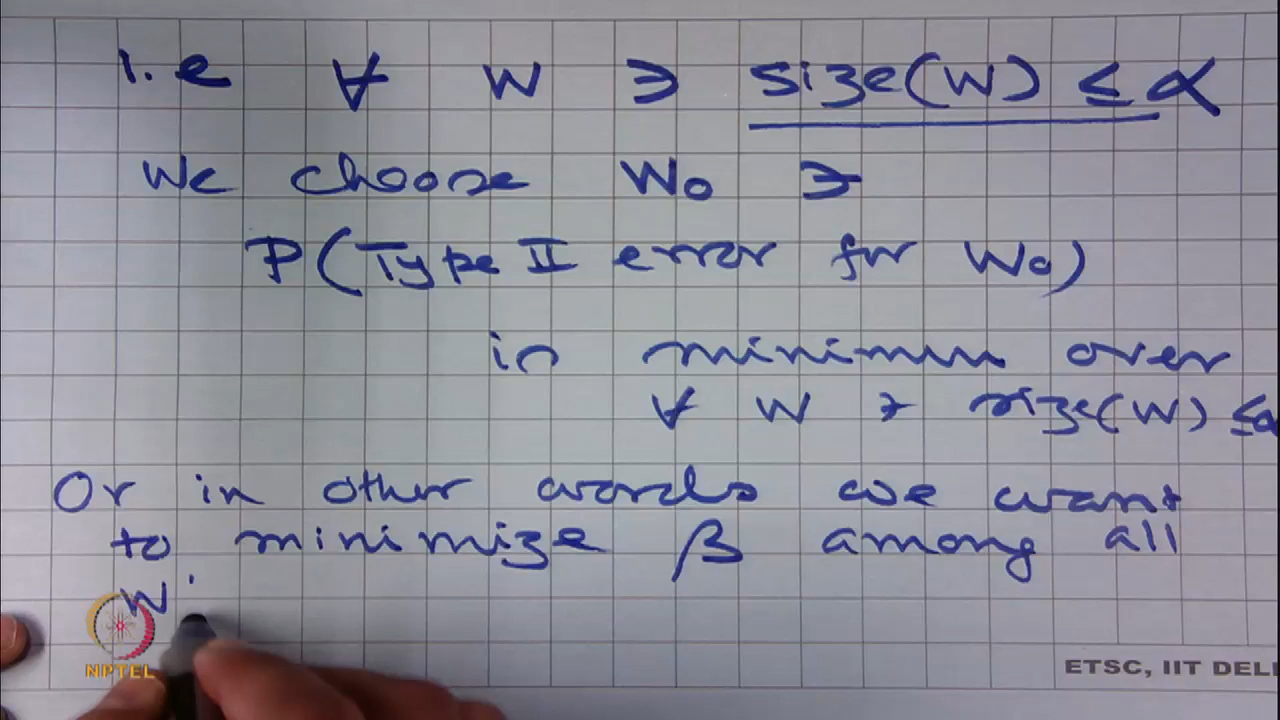 i.e ∀ W ∋ size(W) ≤ α
We choose W₀ ∋
P(Type II error for W₀)
is minimum over
∀ W ∋ size(W) ≤ α
Or in other words we want
to minimize β among all
W'
NPTEL
ETSC, IIT DELI